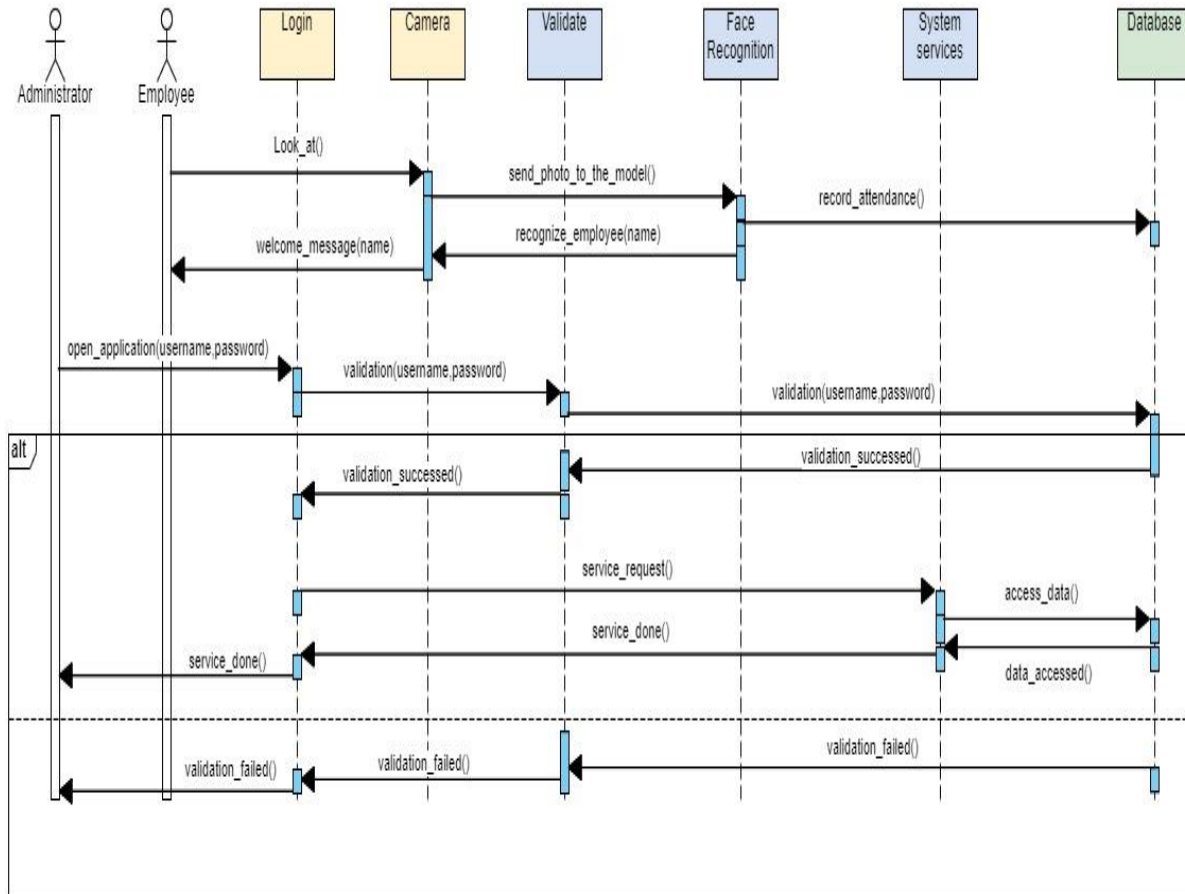 Login
Camera
Validate
Face
Recognition
System
services
Database
Administrator
Employee
Look_at()
send_photo_to_the_model()
record_attendance()
recognize_employee(name)
welcome_message(name)
open_application(username,password)
validation(username,password)
validation(username,password)
alt
validation_successed()
validation_successed()
service_request()
access_data()
service_done()
service_done()
data_accessed()
validation_failed()
validation_failed()
validation_failed()